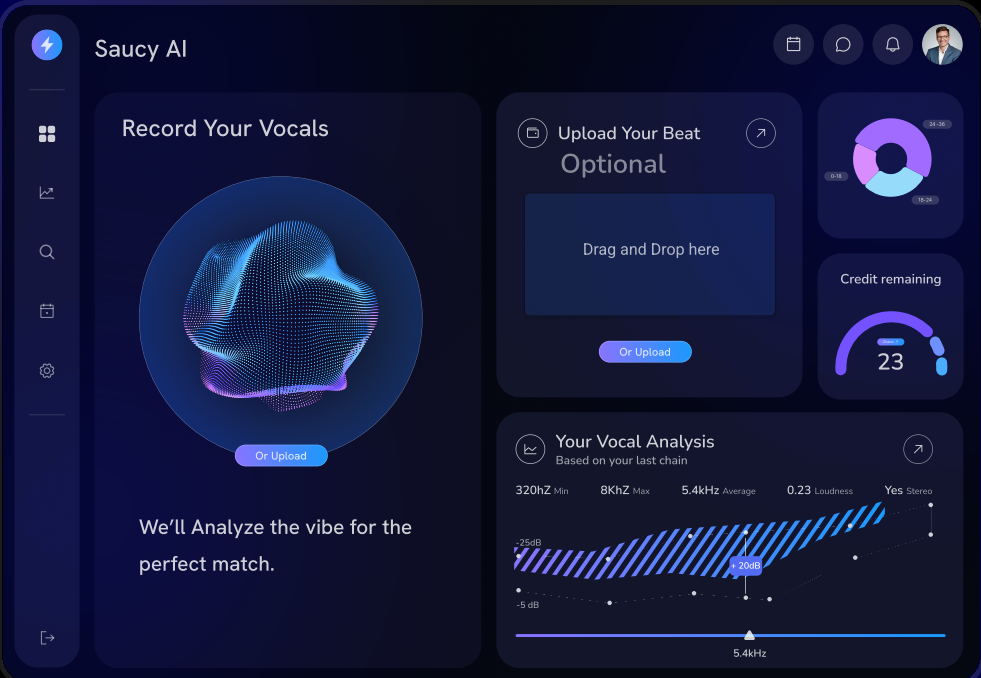 Saucy AI
Record Your Vocals
Or Upload
We’ll Analyze the vibe for the
perfect match.
Upload Your Beat
Optional
Drag and Drop here
Or Upload
24 -36
0-18
18-24
Credit remaining
23
Your Vocal Analysis
Based on your last chain
320hZ Min 8KhZ Max 5.4kHz Average 0.23 Loudness Yes Stereo
-25dB
+ 20dB
-5 dB
5.4kHz